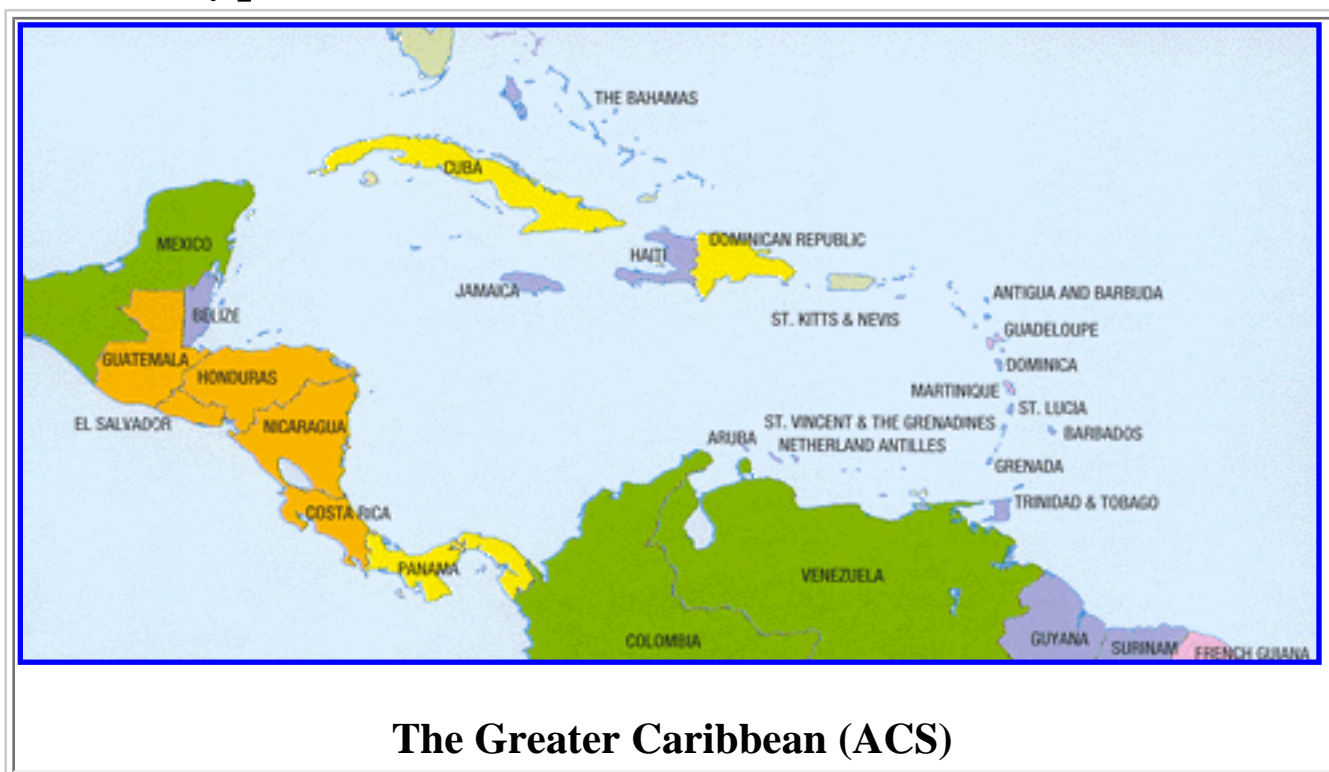 THE BAHAMAS
CUBA
MEXICO
DOMINICAN REPUBLIC
HAITI
JAMAICA
ANTIGUA AND BARBUDA
BELIZE
ST. KITTS & NEVIS
GUADELOUPE
GUATEMALA
DOMINICA
HONDURAS
MARTINIQUE
ST. LUCIA
EL SALVADOR
NICARAGUA
ST. VINCENT & THE GRENADINES
BARBADOS
ARUBA
NETHERLAND ANTILLES
GRENADA
TRINIDAD & TOBAGO
COSTA RICA
PANAMA
VENEZUELA
COLOMBIA
GUYANA
SURINAM
FRENCH GUIANA
The Greater Caribbean (ACS)